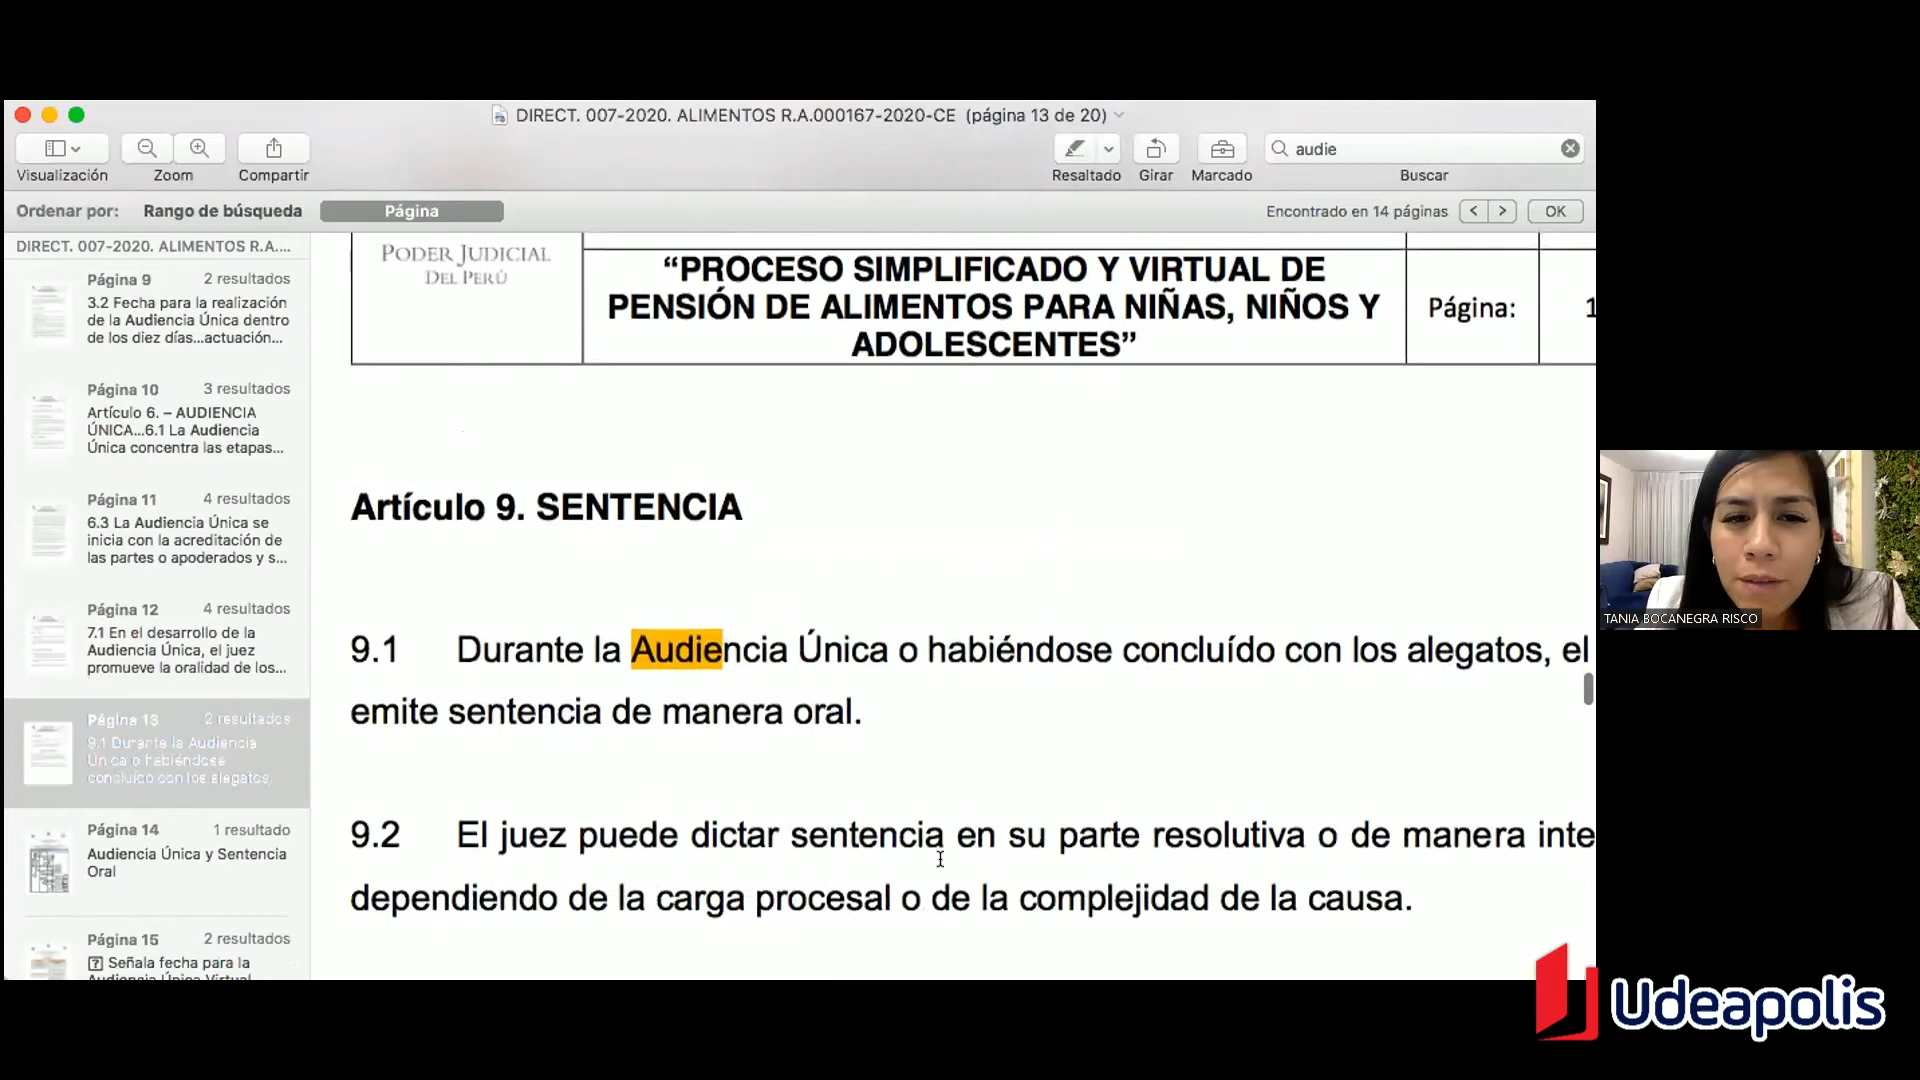 DIRECT. 007-2020. ALIMENTOS R.A.000167-2020-CE (página 13 de 20)
audie
Visualización
Zoom
Compartir
Resaltado
Girar
Marcado
Buscar
Ordenar por:
Rango de búsqueda
Página
Encontrado en 14 páginas
OK
DIRECT. 007-2020. ALIMENTOS R.A....
Página 9 2 resultados
3.2 Fecha para la realización
de la Audiencia Única dentro
de los diez días...actuación...
Página 10 3 resultados
Artículo 6. – AUDIENCIA
ÚNICA...6.1 La Audiencia
Única concentra las etapas...
Página 11 4 resultados
6.3 La Audiencia Única se
inicia con la acreditación de
las partes o apoderados y s...
Página 12 4 resultados
7.1 En el desarrollo de la
Audiencia Única, el juez
promueve la oralidad de los...
Página 13 2 resultados
9.1 Durante la Audiencia
Única o habiéndose
concluído con los alegatos,
Página 14 1 resultado
Audiencia Única y Sentencia
Oral
Página 15 2 resultados
Señala fecha para la
Audiencia Única Virtual
PODER JUDICIAL
DEL PERÚ
“PROCESO SIMPLIFICADO Y VIRTUAL DE
PENSIÓN DE ALIMENTOS PARA NIÑAS, NIÑOS Y
ADOLESCENTES”
Página:
1
Artículo 9. SENTENCIA
9.1 Durante la Audiencia Única o habiéndose concluído con los alegatos, el
emite sentencia de manera oral.
9.2 El juez puede dictar sentencia en su parte resolutiva o de manera inte
dependiendo de la carga procesal o de la complejidad de la causa.
TANIA BOCANEGRA RISCO
Udeapolis